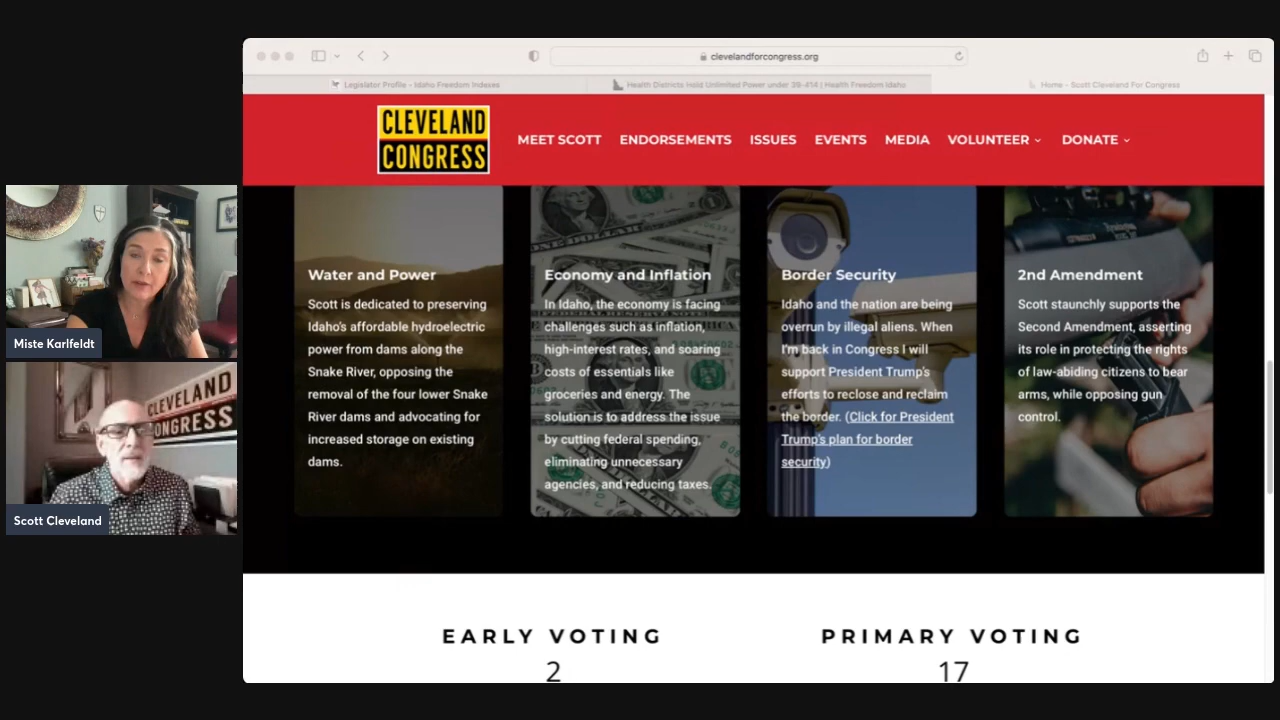 clevelandforcongress.org
Legislator Profile - Idaho Freedom Indexes
Health Districts Held Unlimited Power under 39-414 | Health Freedom Idaho
Home - Scott Cleveland For Congress
CLEVELAND
CONGRESS
MEET SCOTT
ENDORSEMENTS
ISSUES
EVENTS
MEDIA
VOLUNTEER
DONATE
Water and Power
Scott is dedicated to preserving
Idaho's affordable hydroelectric
power from dams along the
Snake River, opposing the
removal of the four lower Snake
River dams and advocating for
increased storage on existing
dams.
Economy and Inflation
In Idaho, the economy is facing
challenges such as inflation,
high-interest rates, and soaring
costs of essentials like
groceries and energy. The
solution is to address the issue
by cutting federal spending,
eliminating unnecessary
agencies, and reducing taxes.
Border Security
Idaho and the nation are being
overrun by illegal aliens. When
I'm back in Congress I will
support President Trump's
efforts to reclose and reclaim
the border. (Click for President
Trump's plan for border
security)
2nd Amendment
Scott staunchly supports the
Second Amendment, asserting
its role in protecting the rights
of law-abiding citizens to bear
arms, while opposing gun
control.
EARLY VOTING
2
PRIMARY VOTING
17
Miste Karlfeldt
CLEVELAND
CONGRESS
Scott Cleveland